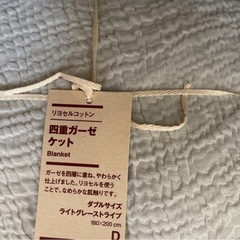 リヨセルコットン
四重ガーゼ
ケット
Blanket
ガーゼを四層に重ね、やわらかく
仕上げました。リヨセルを使う
ことで、なめらかな肌触りです。
ダブルサイズ
ライトグレーストライプ
180×200 cm
D